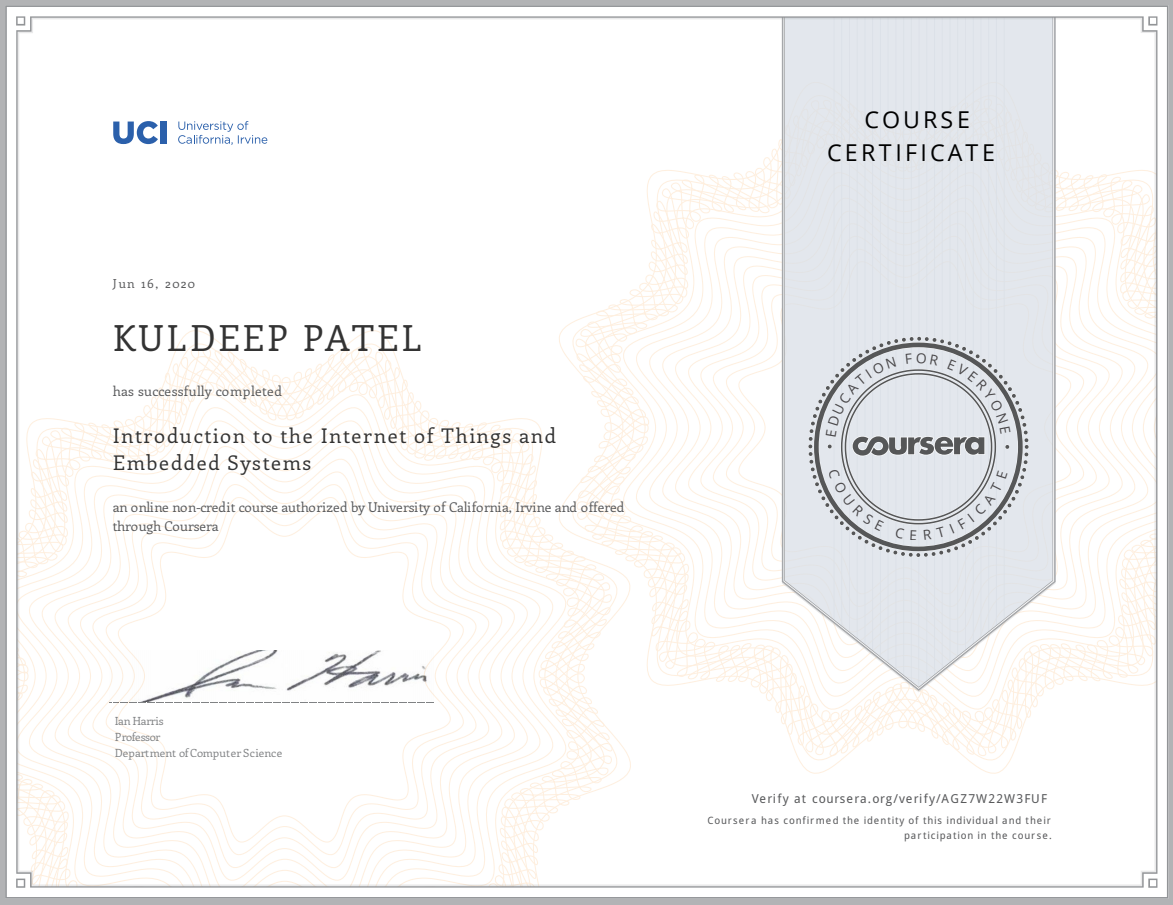 UCI University of
California, Irvine
COURSE
CERTIFICATE
Jun 16, 2020
KULDEEP PATEL
has successfully completed
Introduction to the Internet of Things and
Embedded Systems
an online non-credit course authorized by University of California, Irvine and offered
through Coursera
EDUCATION FOR EVERYONE
coursera
COURSE CERTIFICATE
Ian Harris
Ian Harris
Professor
Department of Computer Science
Verify at coursera.org/verify/AGZ7W22W3FUF
Coursera has confirmed the identity of this individual and their
participation in the course.